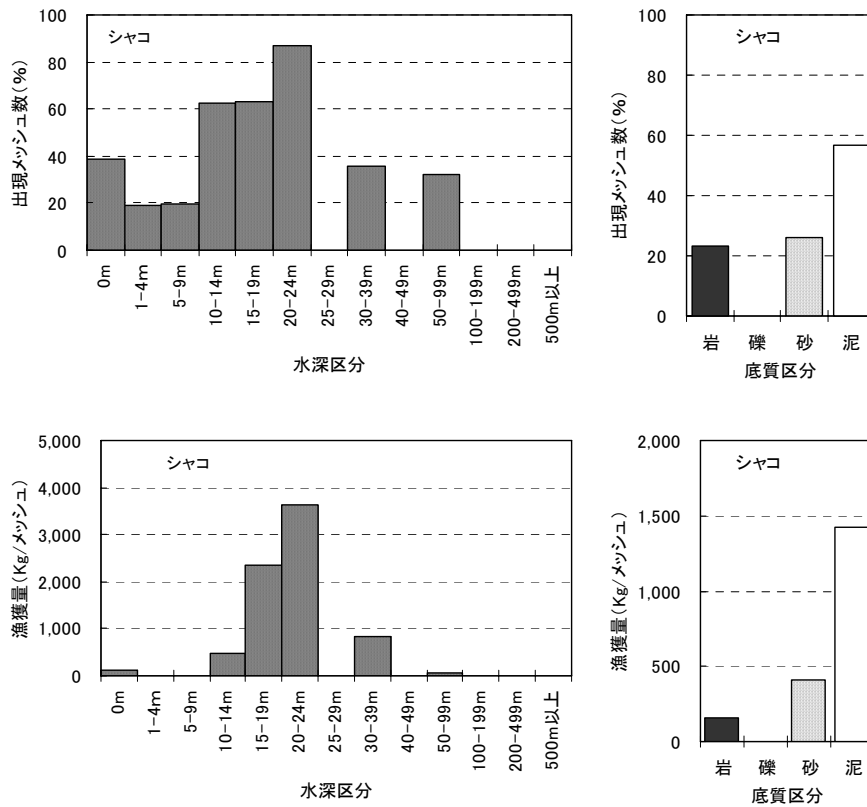 シャコ
出現メッシュ数(%)
100
80
60
40
20
0
0m
1-4m
5-9m
10-14m
15-19m
20-24m
25-29m
30-39m
40-49m
50-99m
100-199m
200-499m
500m以上
水深区分
シャコ
出現メッシュ数(%)
100
80
60
40
20
0
岩 礫 砂 泥
底質区分
シャコ
漁獲量(Kg/メッシュ)
5,000
4,000
3,000
2,000
1,000
0
0m
1-4m
5-9m
10-14m
15-19m
20-24m
25-29m
30-39m
40-49m
50-99m
100-199m
200-499m
500m以上
水深区分
シャコ
漁獲量(Kg/メッシュ)
2,000
1,500
1,000
500
0
岩 礫 砂 泥
底質区分